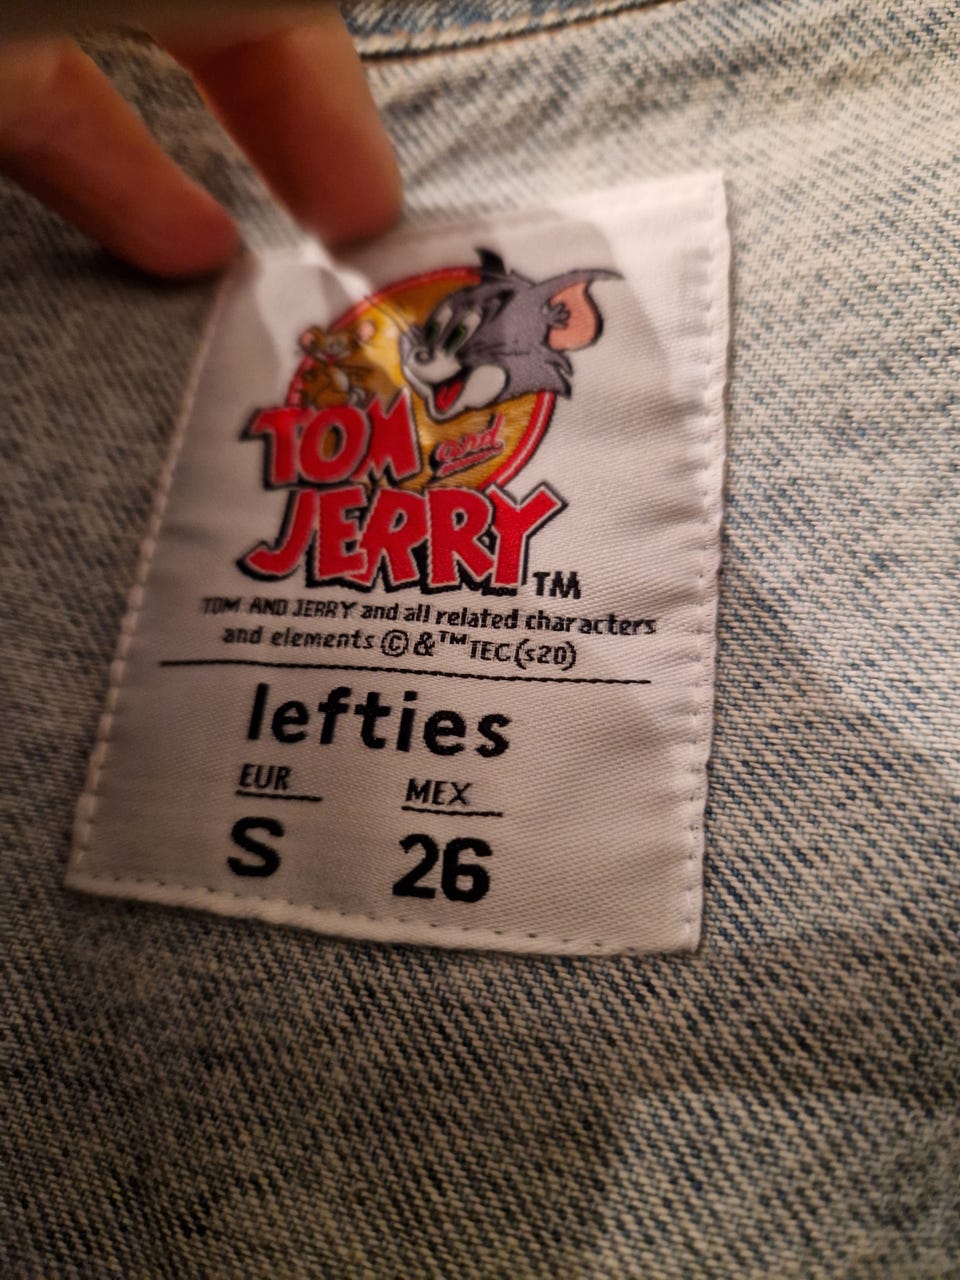 TOM and
JERRY TM
TOM AND JERRY and all related characters
and elements © & ™ TEC (s20)
lefties
EUR MEX
S 26